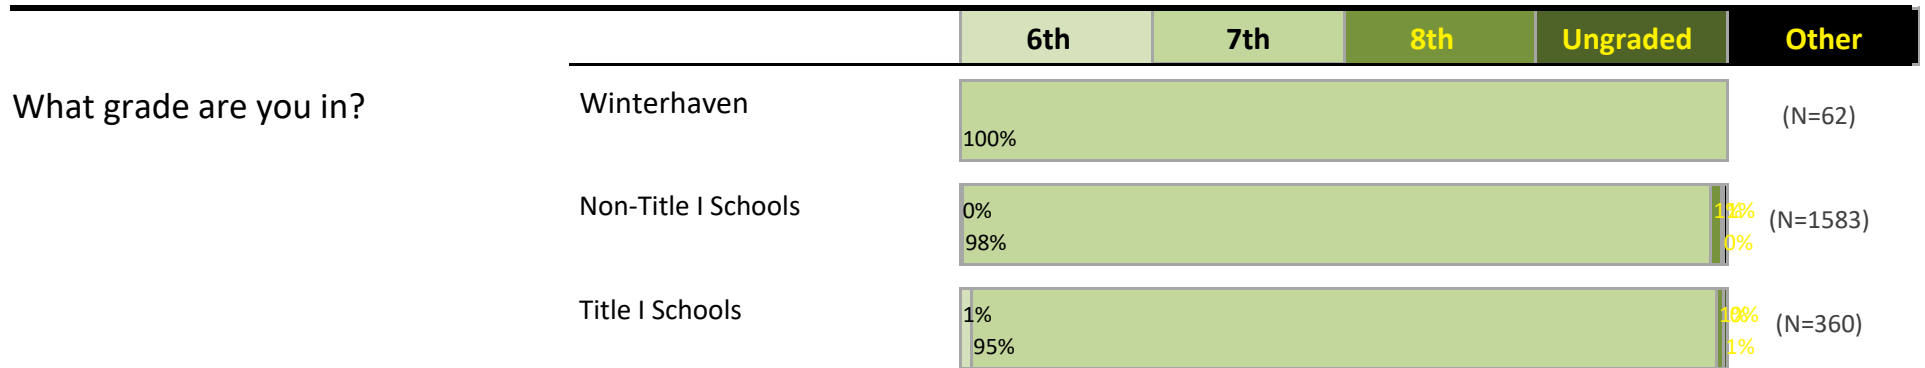 6th 7th 8th Ungraded Other
What grade are you in? Winterhaven (N=62)
100%
Non-Title I Schools 0% (N=1583)
98% 0%
Title I Schools 1% (N=360)
95% 1%